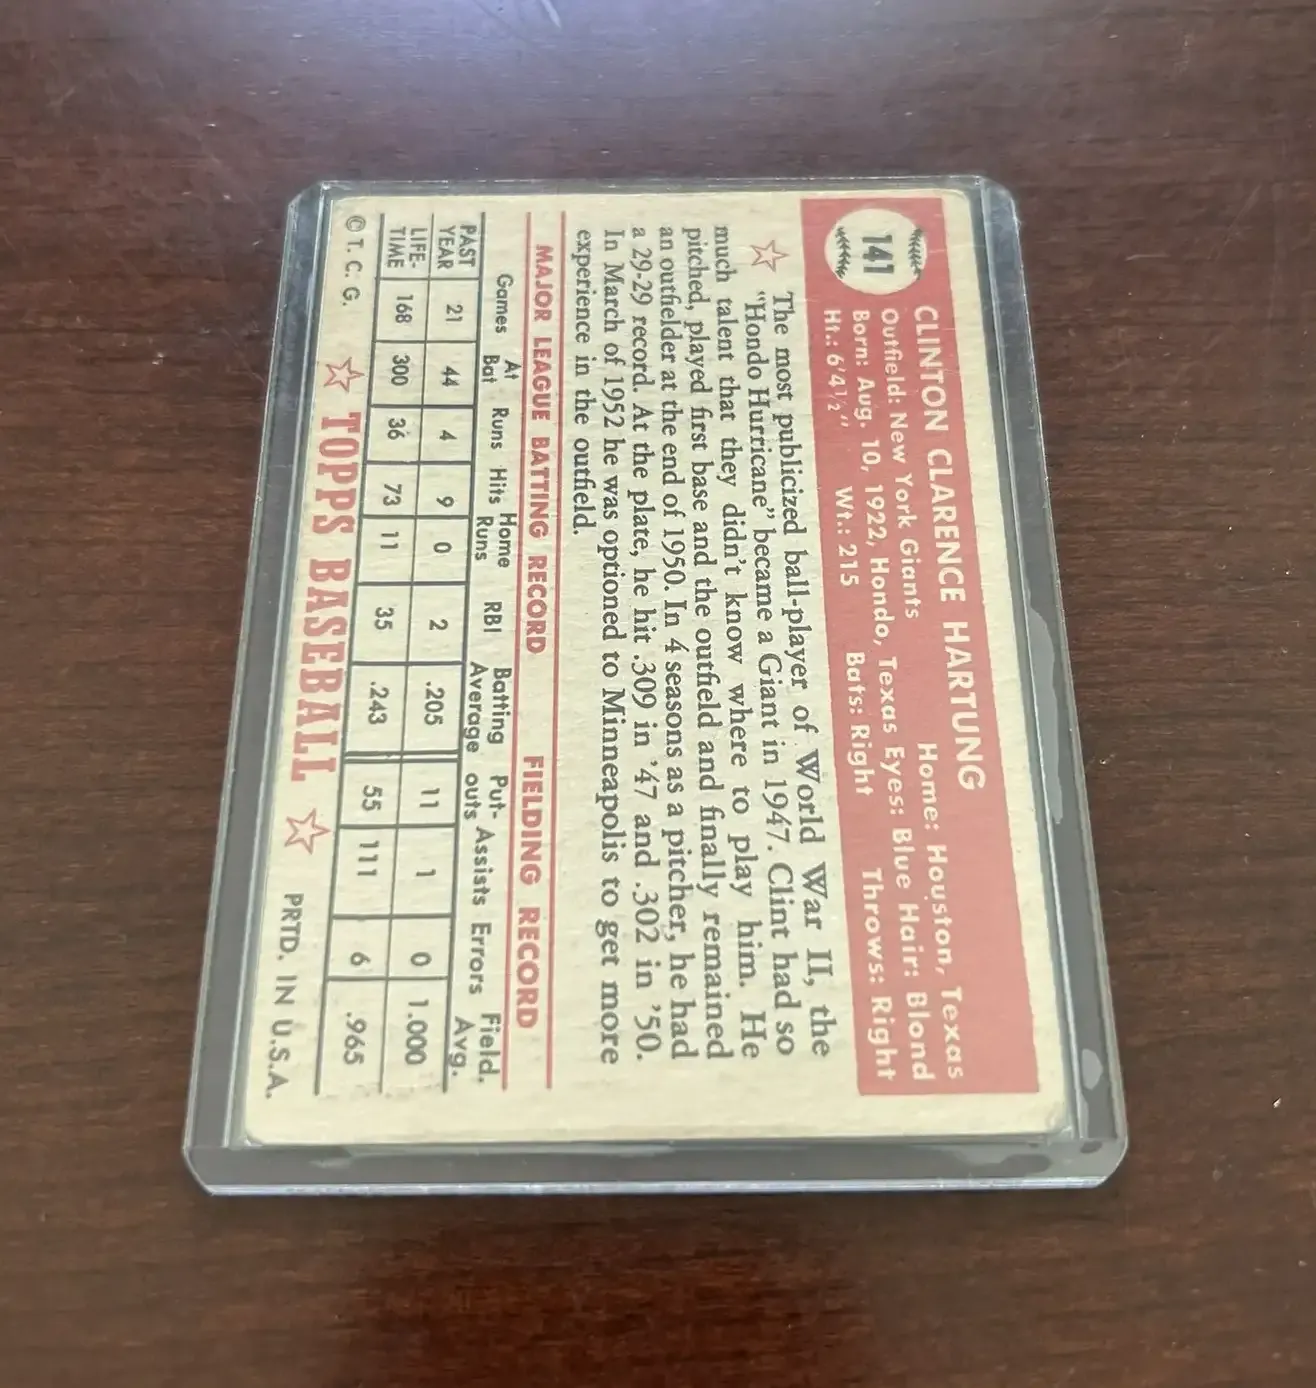 141
CLINTON CLARENCE HARTUNG
Outfield: New York Giants Home: Houston, Texas
Born: Aug. 10, 1922, Hondo, Texas Eyes: Blue Hair: Blond
Ht.: 6'4½" Wt.: 215 Bats: Right Throws: Right
The most publicized ball-player of World War II, the
"Hondo Hurricane" became a Giant in 1947. Clint had so
much talent that they didn't know where to play him. He
pitched, played first base and the outfield and finally remained
an outfielder at the end of 1950. In 4 seasons as a pitcher, he had
a 29-29 record. At the plate, he hit .309 in '47 and .302 in '50.
In March of 1952 he was optioned to Minneapolis to get more
experience in the outfield.
MAJOR LEAGUE BATTING RECORD FIELDING RECORD
Games At Bat Runs Hits Home Runs RBI Batting Average Put-outs Assists Errors Field. Avg.
PAST YEAR 21 44 4 9 0 2 .205 11 1 0 1.000
LIFE-TIME 168 300 36 73 11 35 .243 55 111 6 .965
© T. C. G. TOPPS BASEBALL PRTD. IN U.S.A.